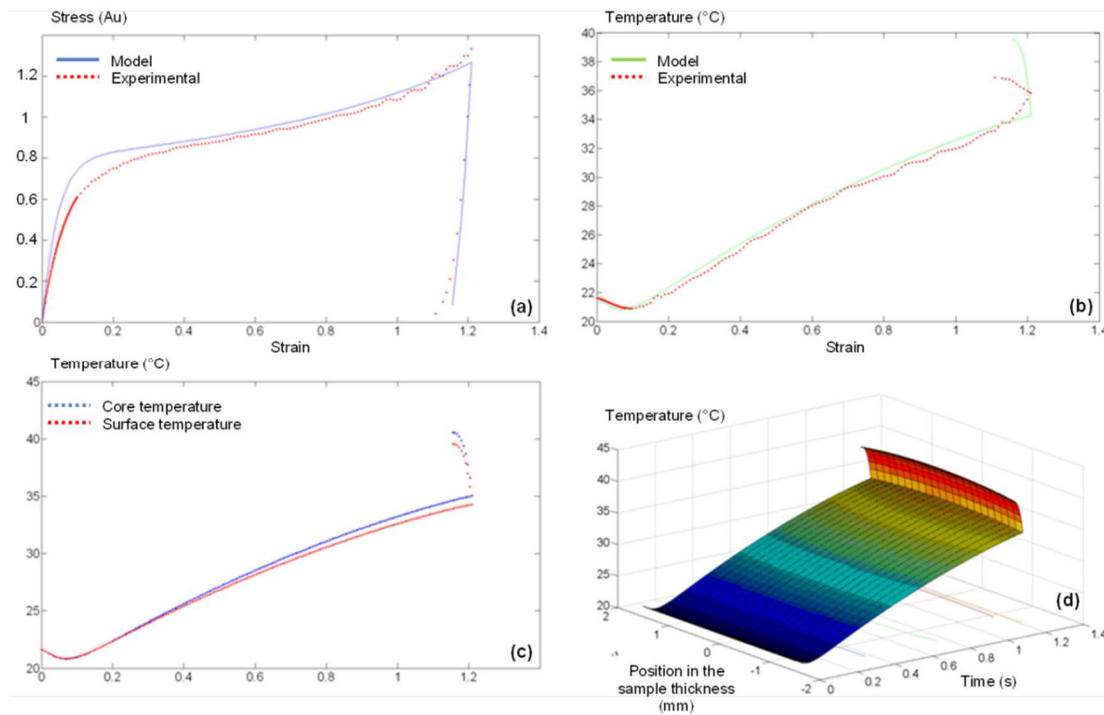 Stress (Au)
Model
Experimental
1.2
1
0.8
0.6
0.4
0.2
0
0 0.2 0.4 0.6 0.8 1 1.2 1.4
Strain
(a)
Temperature (°C)
40
38
36
34
32
30
28
26
24
22
20
Model
Experimental
0 0.2 0.4 0.6 0.8 1 1.2 1.4
Strain
(b)
Temperature (°C)
45
40
35
30
25
20
Core temperature
Surface temperature
0 0.2 0.4 0.6 0.8 1 1.2 1.4
(c)
Temperature (°C)
45
40
35
30
25
20
2
1
0
-1
-2
Position in the
sample thickness
(mm)
0 0.2 0.4 0.6 0.8 1 1.2 1.4
Time (s)
(d)